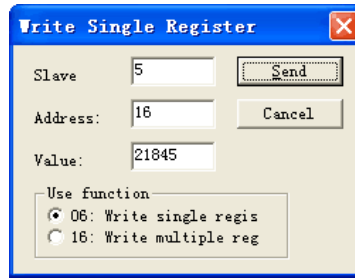 Write Single Register
Slave 5 Send
Address: 16 Cancel
Value: 21845
Use function
06: Write single regis
16: Write multiple reg